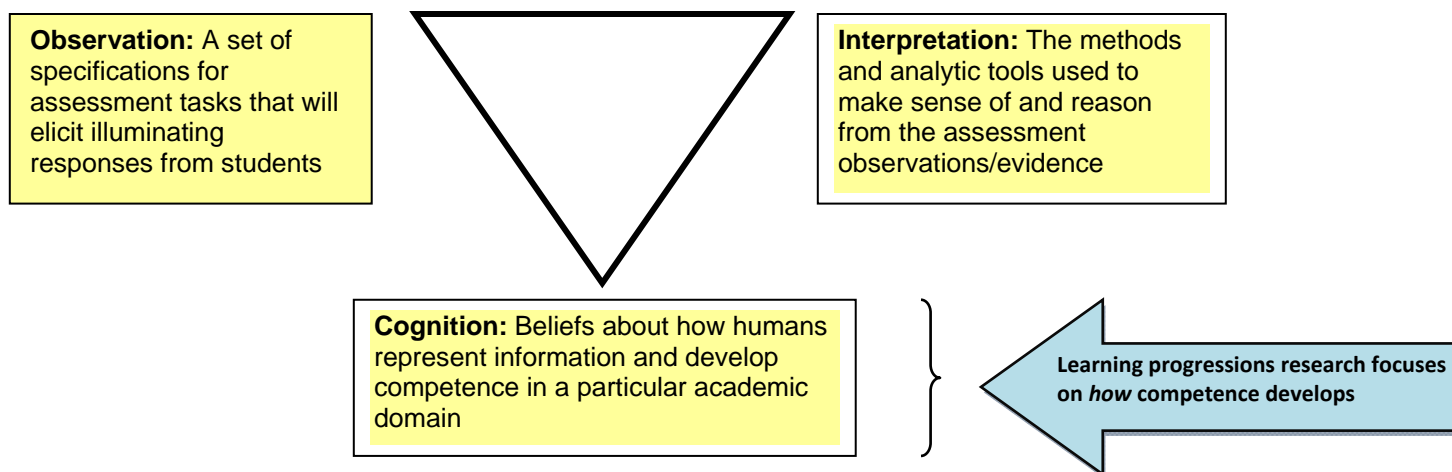 Observation: A set of
specifications for
assessment tasks that will
elicit illuminating
responses from students
Interpretation: The methods
and analytic tools used to
make sense of and reason
from the assessment
observations/evidence
Cognition: Beliefs about how humans
represent information and develop
competence in a particular academic
domain
Learning progressions research focuses
on how competence develops